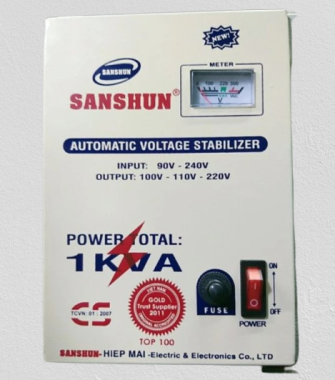 NEW!
SANSHUN
METER
SANSHUN®
V
AUTOMATIC VOLTAGE STABILIZER
INPUT: 90V - 240V
OUTPUT: 100V - 110V - 220V
POWER TOTAL:
1KVA
CS
TCVN : 01 - 2007
VIET NAM
GOLD
Trust Supplier
2011
TOP 100
FUSE
ON
OFF
POWER
SANSHUN- HIEP MAI -Electric & Electronics Co., LTD